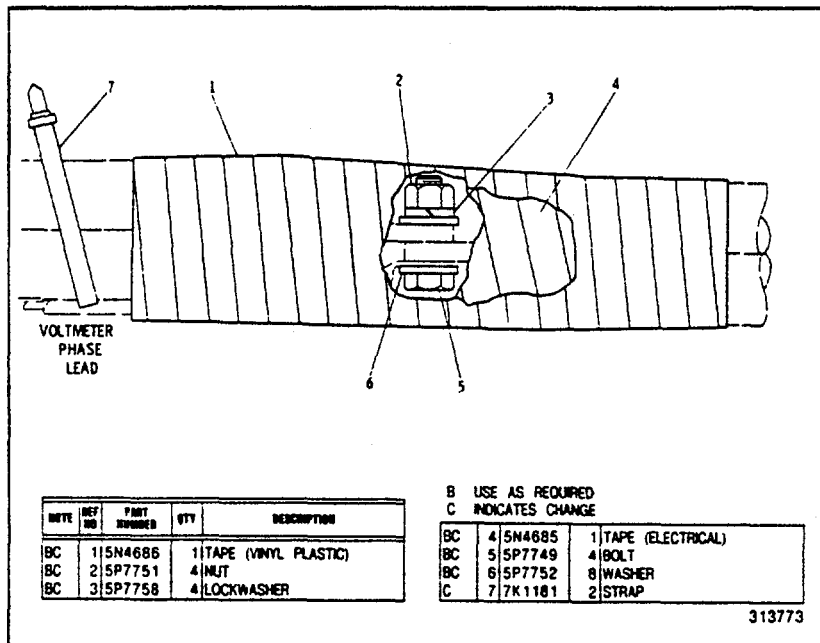 7
1
2
3
4
VOLTMETER
PHASE
LEAD
6
5
NOTE REF NO PART NUMBER QTY DESCRIPTION
BC 1 5N4686 1 TAPE (VINYL PLASTIC)
BC 2 5P7751 4 NUT
BC 3 5P7758 4 LOCKWASHER
B USE AS REQUIRED
C INDICATES CHANGE
BC 4 5N4685 1 TAPE (ELECTRICAL)
BC 5 5P7749 4 BOLT
BC 6 5P7752 8 WASHER
C 7 7K1181 2 STRAP
313773